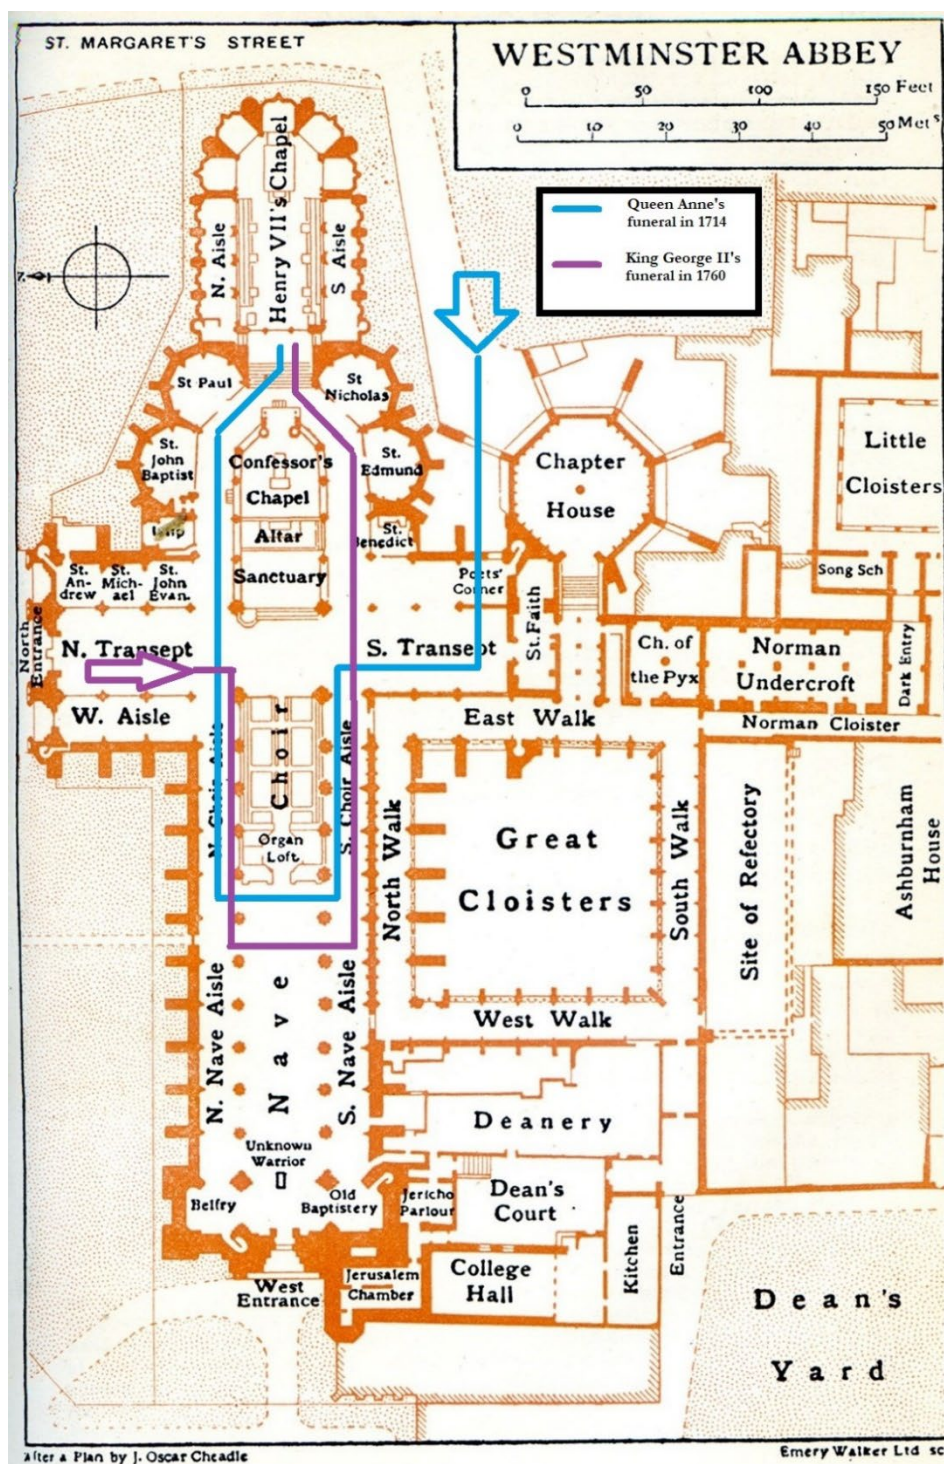 ST. MARGARET'S STREET
WESTMINSTER ABBEY
0 50 100 150 Feet
0 10 20 30 40 50 Metˢ
Queen Anne's
funeral in 1714
King George II's
funeral in 1760
Henry VII's Chapel
N. Aisle
S Aisle
St Paul
St
Nicholas
St.
John
Baptist
St.
Edmund
Confessor's
Chapel
Altar
Sanctuary
Islip
St.
Benedict
Chapter
House
Little
Cloisters
St.
An-
drew
St.
Mich-
ael
St.
John
Evan.
Poets'
Corner
Song Sch
North
Entrance
N. Transept
S. Transept
St. Faith
Ch. of
the Pyx
Norman
Undercroft
Dark Entry
W. Aisle
East Walk
Norman Cloister
N. Choir Aisle
Choir
S. Choir Aisle
Organ
Loft
North Walk
Great
Cloisters
South Walk
Site of Refectory
Ashburnham
House
West Walk
N. Nave Aisle
Nave
S. Nave Aisle
Deanery
Unknown
Warrior
Belfry
Old
Baptistery
Jericho
Parlour
Dean's
Court
Kitchen
Entrance
West
Entrance
Jerusalem
Chamber
College
Hall
Dean's
Yard
after a Plan by J. Oscar Cheadle
Emery Walker Ltd sc